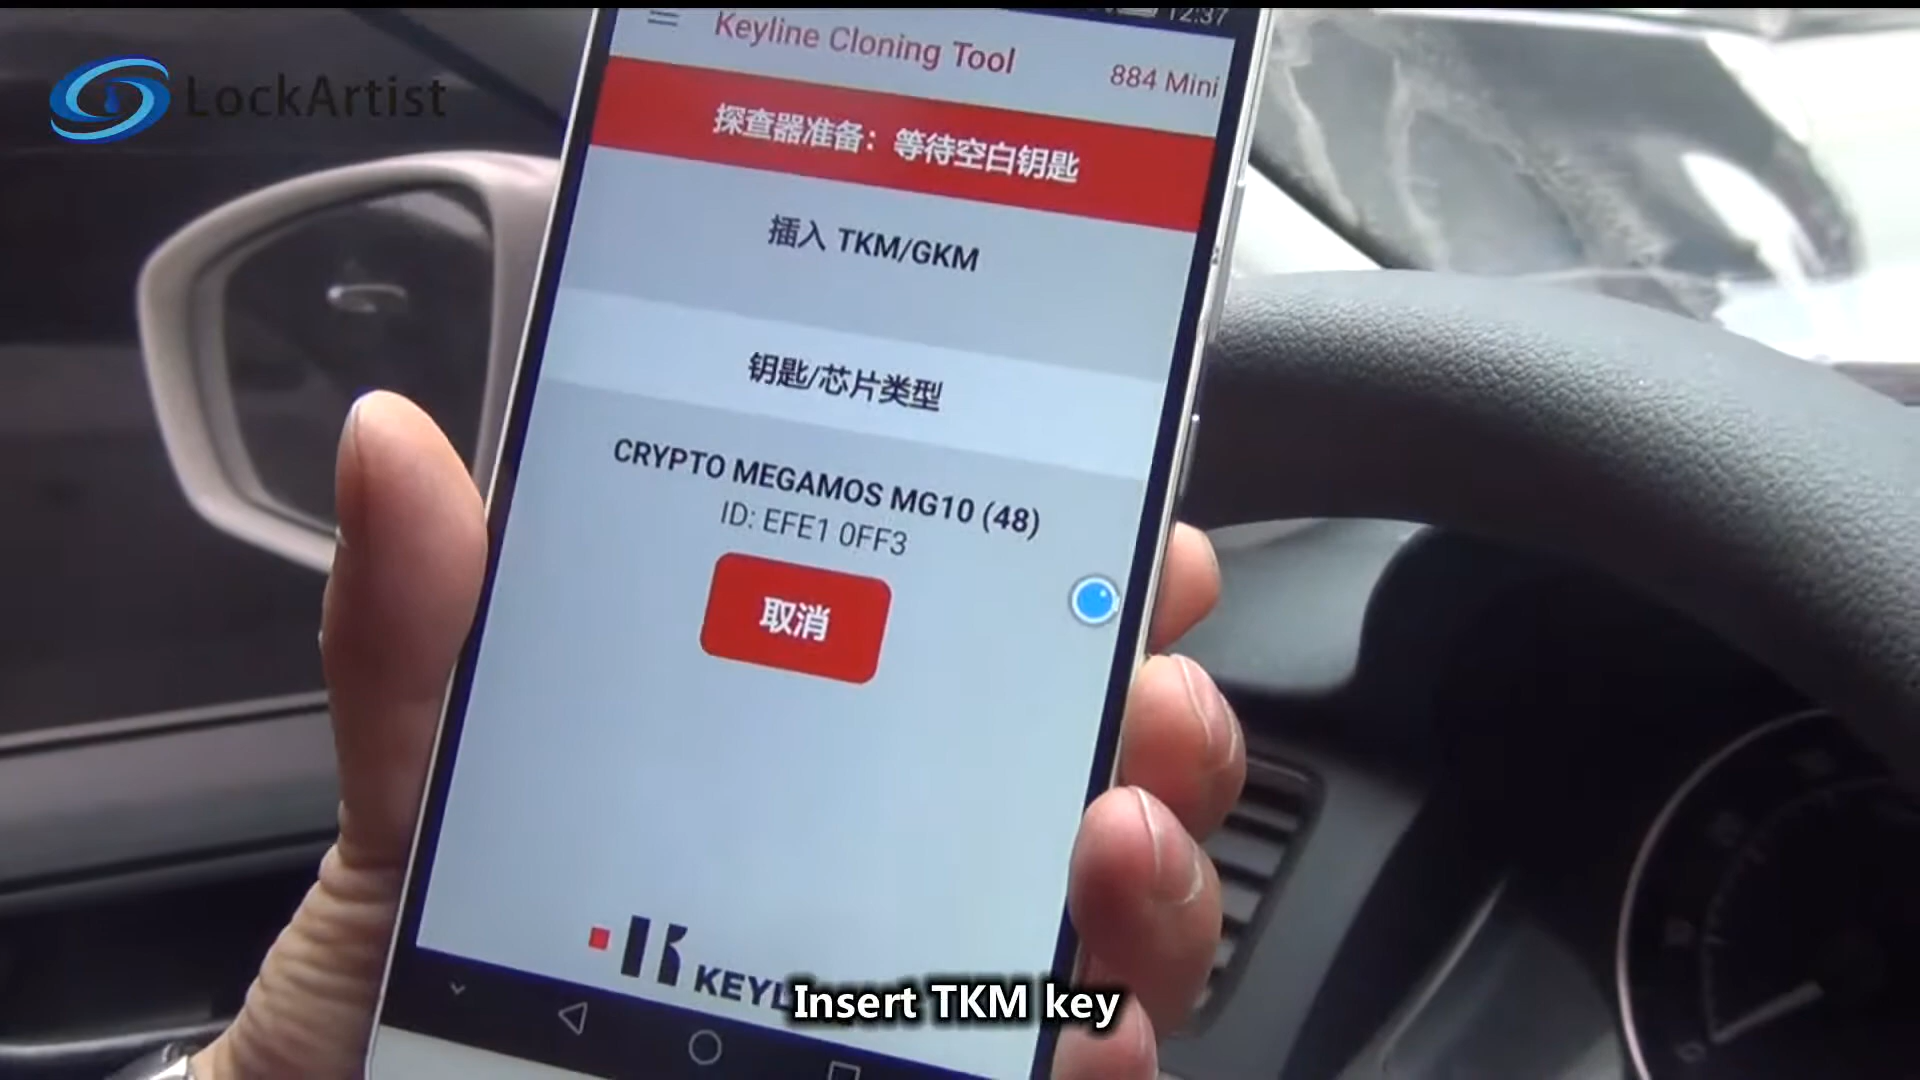 LockArtist
12:37
Keyline Cloning Tool
884 Mini
探查器准备：等待空白钥匙
插入 TKM/GKM
钥匙/芯片类型
CRYPTO MEGAMOS MG10 (48)
ID: EFE1 0FF3
取消
KEYL
Insert TKM key